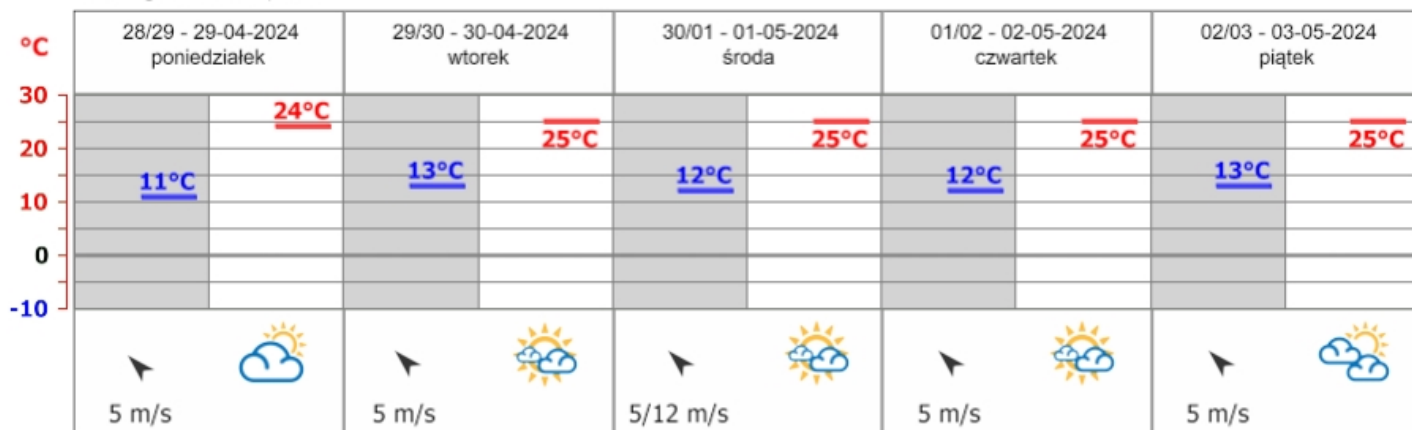 °C
28/29 - 29-04-2024
poniedziałek
29/30 - 30-04-2024
wtorek
30/01 - 01-05-2024
środa
01/02 - 02-05-2024
czwartek
02/03 - 03-05-2024
piątek
30
20
10
0
-10
11°C
24°C
13°C
25°C
12°C
25°C
12°C
25°C
13°C
25°C
5 m/s
5 m/s
5/12 m/s
5 m/s
5 m/s